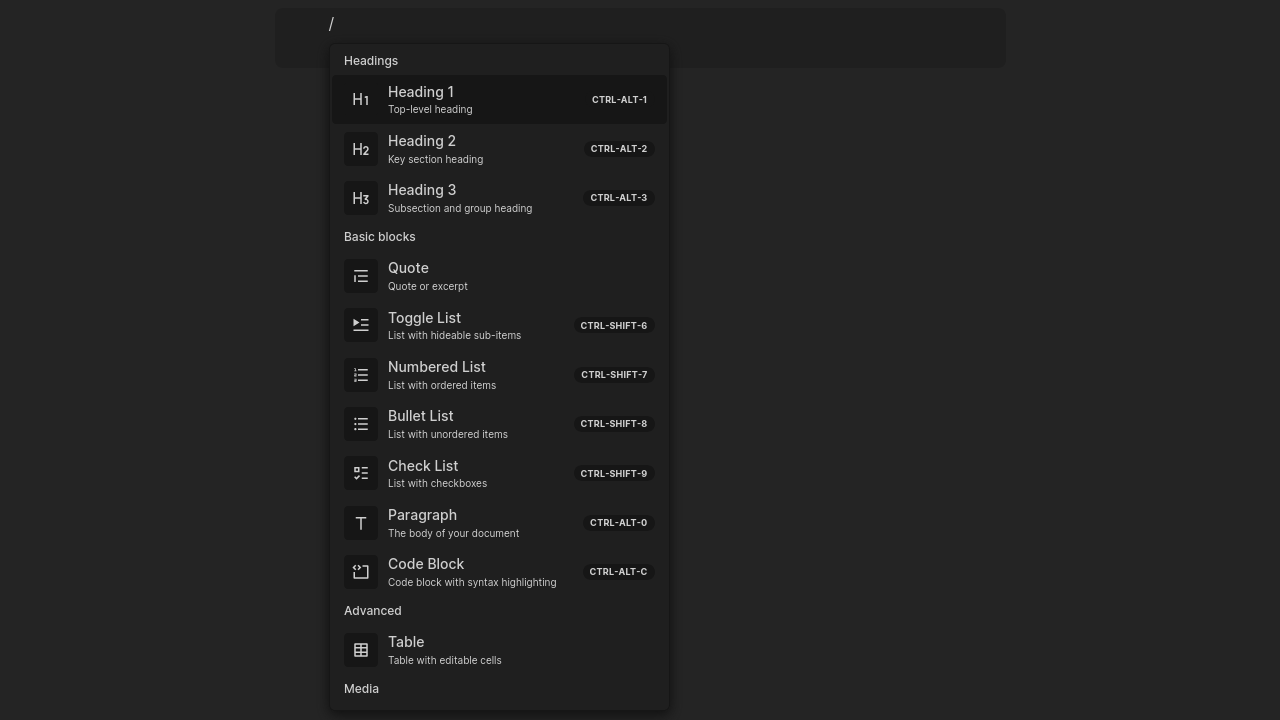 /
Headings
H1 Heading 1 CTRL-ALT-1
Top-level heading
H2 Heading 2 CTRL-ALT-2
Key section heading
H3 Heading 3 CTRL-ALT-3
Subsection and group heading
Basic blocks
Quote
Quote or excerpt
Toggle List CTRL-SHIFT-6
List with hideable sub-items
Numbered List CTRL-SHIFT-7
List with ordered items
Bullet List CTRL-SHIFT-8
List with unordered items
Check List CTRL-SHIFT-9
List with checkboxes
Paragraph CTRL-ALT-0
The body of your document
Code Block CTRL-ALT-C
Code block with syntax highlighting
Advanced
Table
Table with editable cells
Media